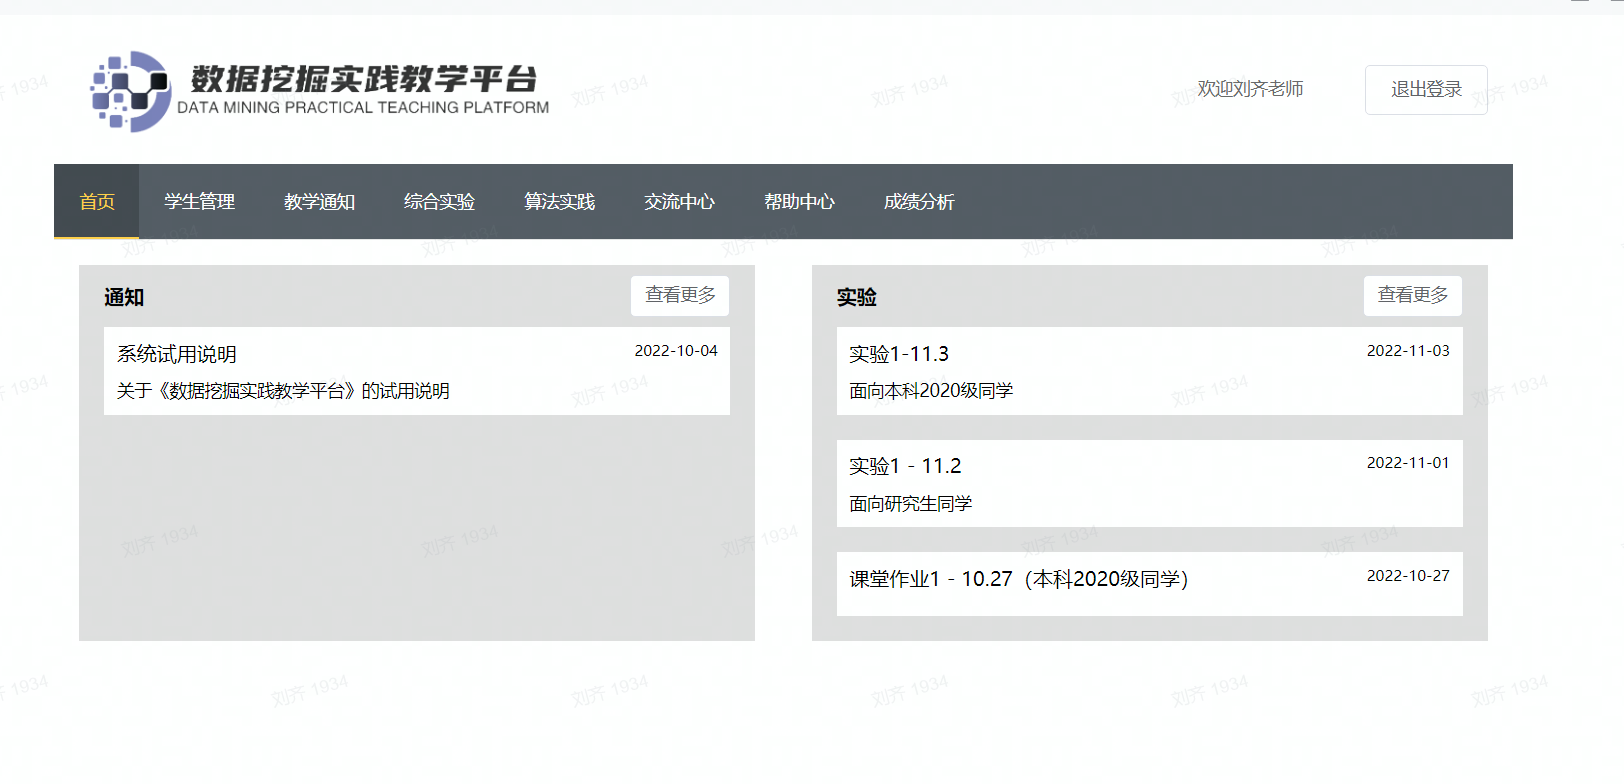 数据挖掘实践教学平台
DATA MINING PRACTICAL TEACHING PLATFORM
欢迎刘齐老师
退出登录
首页 学生管理 教学通知 综合实验 算法实践 交流中心 帮助中心 成绩分析
通知 查看更多
系统试用说明 2022-10-04
关于《数据挖掘实践教学平台》的试用说明
实验 查看更多
实验1-11.3 2022-11-03
面向本科2020级同学
实验1 - 11.2 2022-11-01
面向研究生同学
课堂作业1 - 10.27（本科2020级同学） 2022-10-27
刘齐 1934